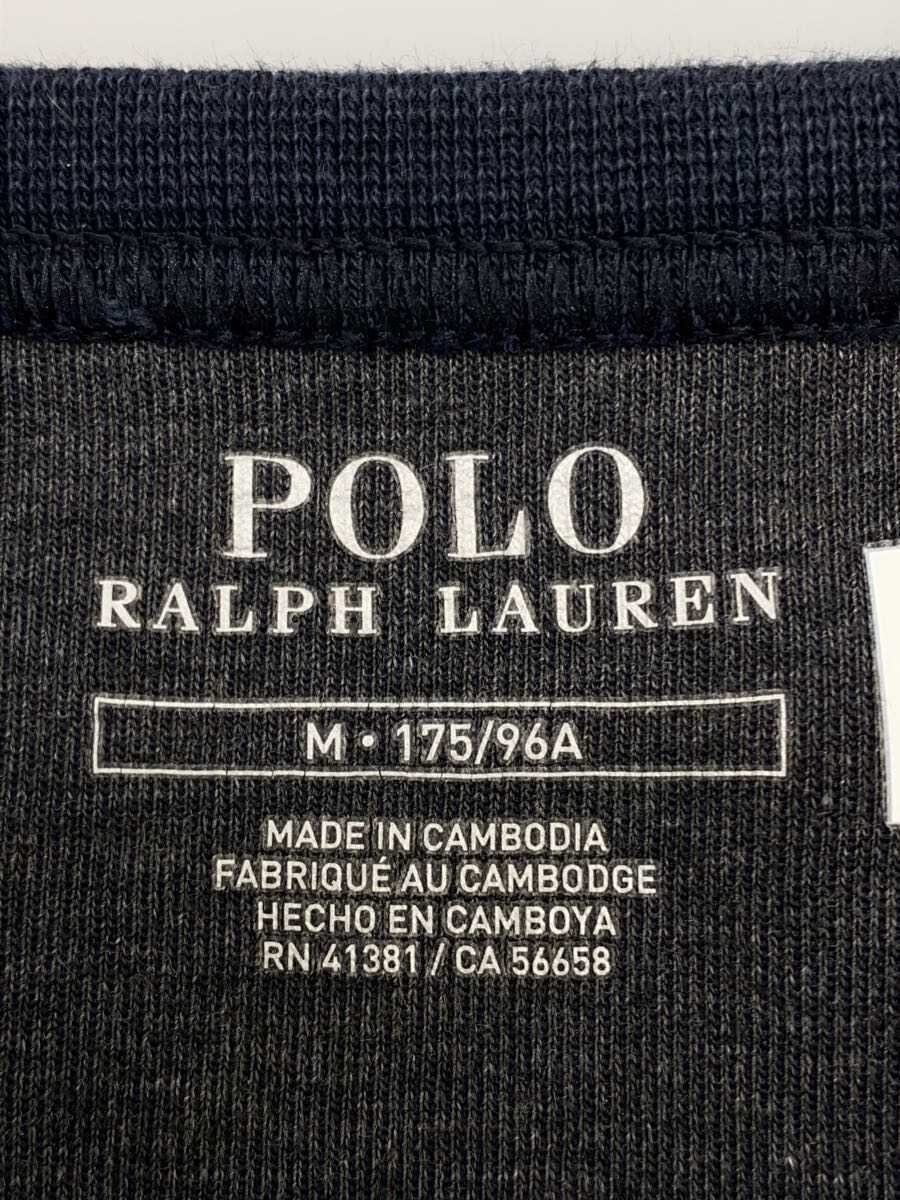 POLO
RALPH LAUREN
M • 175/96A
MADE IN CAMBODIA
FABRIQUÉ AU CAMBODGE
HECHO EN CAMBOYA
RN 41381 / CA 56658